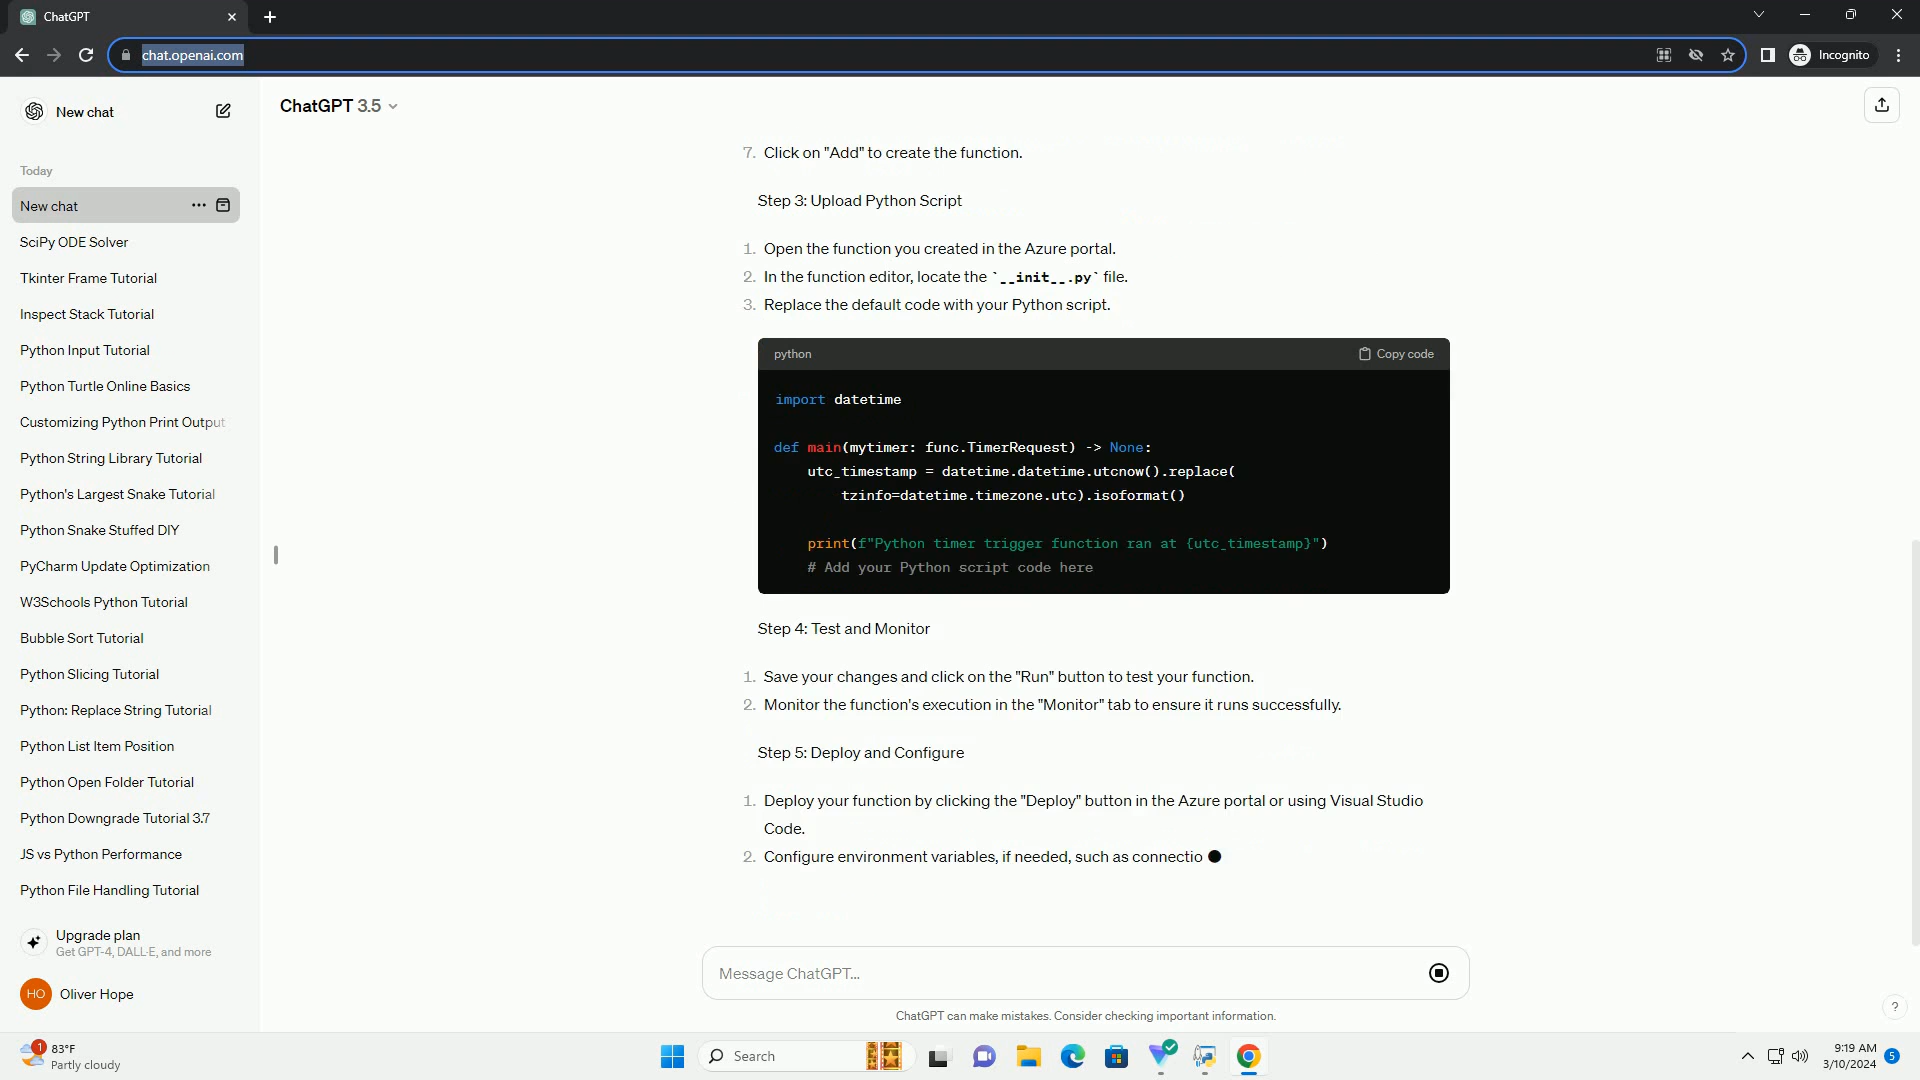 ChatGPT
chat.openai.com
Incognito
New chat
Today
New chat
SciPy ODE Solver
Tkinter Frame Tutorial
Inspect Stack Tutorial
Python Input Tutorial
Python Turtle Online Basics
Customizing Python Print Output
Python String Library Tutorial
Python's Largest Snake Tutorial
Python Snake Stuffed DIY
PyCharm Update Optimization
W3Schools Python Tutorial
Bubble Sort Tutorial
Python Slicing Tutorial
Python: Replace String Tutorial
Python List Item Position
Python Open Folder Tutorial
Python Downgrade Tutorial 3.7
JS vs Python Performance
Python File Handling Tutorial
Upgrade plan
Get GPT-4, DALL·E, and more
HO Oliver Hope
ChatGPT 3.5
7. Click on "Add" to create the function.
Step 3: Upload Python Script
1. Open the function you created in the Azure portal.
2. In the function editor, locate the `__init__.py` file.
3. Replace the default code with your Python script.
python Copy code
import datetime
def main(mytimer: func.TimerRequest) -> None:
utc_timestamp = datetime.datetime.utcnow().replace(
tzinfo=datetime.timezone.utc).isoformat()
print(f"Python timer trigger function ran at {utc_timestamp}")
# Add your Python script code here
Step 4: Test and Monitor
1. Save your changes and click on the "Run" button to test your function.
2. Monitor the function's execution in the "Monitor" tab to ensure it runs successfully.
Step 5: Deploy and Configure
1. Deploy your function by clicking the "Deploy" button in the Azure portal or using Visual Studio
Code.
2. Configure environment variables, if needed, such as connectio
Message ChatGPT...
ChatGPT can make mistakes. Consider checking important information.
?
1
83°F
Partly cloudy
Search
9:19 AM
3/10/2024
5